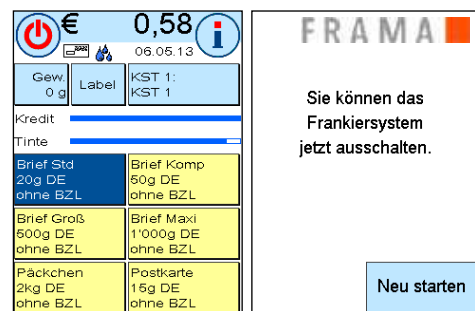 € 0,58
06.05.13
Gew.
0 g
Label
KST 1:
KST 1
Kredit
Tinte
Brief Std
20g DE
ohne BZL
Brief Komp
50g DE
ohne BZL
Brief Groß
500g DE
ohne BZL
Brief Maxi
1'000g DE
ohne BZL
Päckchen
2kg DE
ohne BZL
Postkarte
15g DE
ohne BZL
FRAMA
Sie können das
Frankiersystem
jetzt ausschalten.
Neu starten